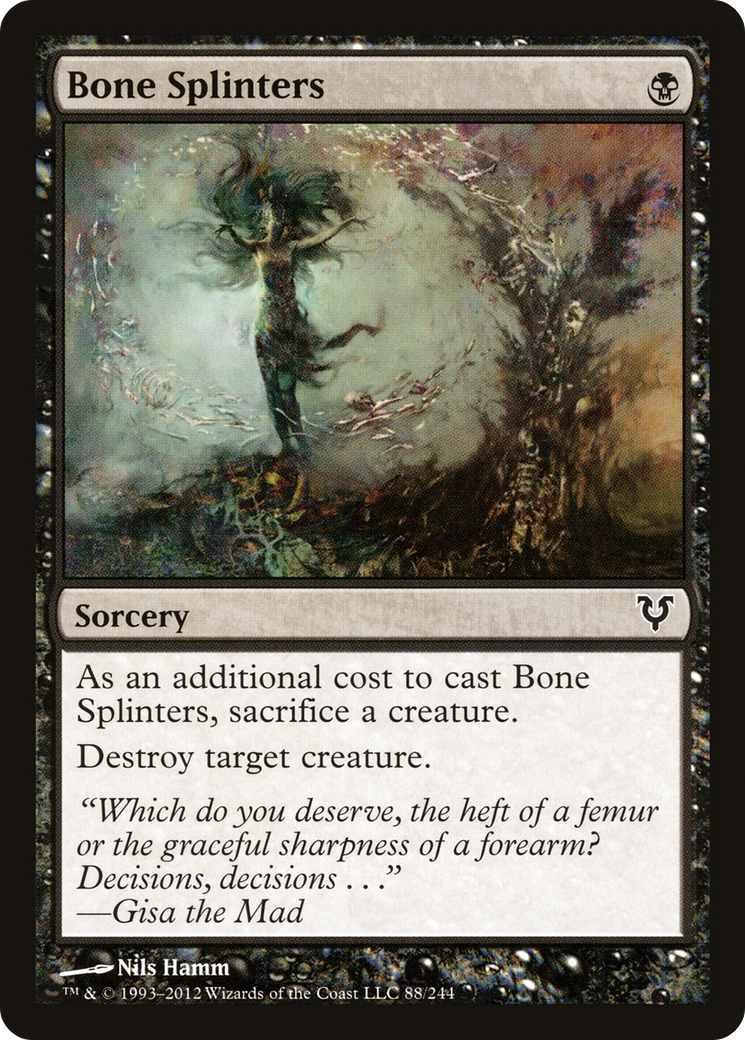 Bone Splinters
Sorcery
As an additional cost to cast Bone
Splinters, sacrifice a creature.
Destroy target creature.
“Which do you deserve, the heft of a femur
or the graceful sharpness of a forearm?
Decisions, decisions . . .”
—Gisa the Mad
Nils Hamm
™ & © 1993–2012 Wizards of the Coast LLC 88/244